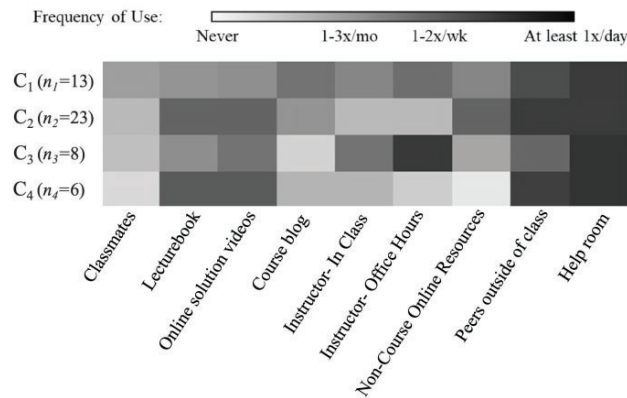 Frequency of Use:
Never 1-3x/mo 1-2x/wk At least 1x/day
C₁ (n₁=13)
C₂ (n₂=23)
C₃ (n₃=8)
C₄ (n₄=6)
Classmates
Lecturebook
Online solution videos
Course blog
Instructor- In Class
Instructor- Office Hours
Non-Course Online Resources
Peers outside of class
Help room